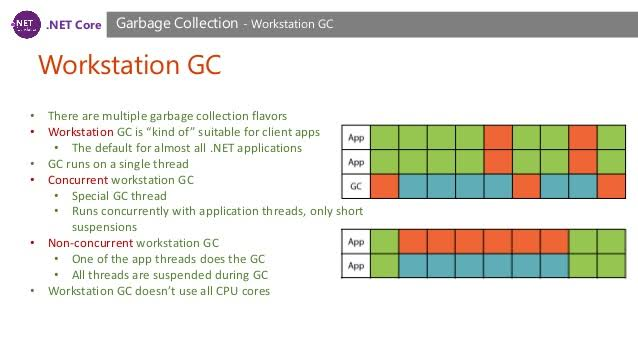 .NET
.NET Core
Garbage Collection - Workstation GC
Workstation GC
• There are multiple garbage collection flavors
• Workstation GC is “kind of” suitable for client apps
• The default for almost all .NET applications
• GC runs on a single thread
• Concurrent workstation GC
• Special GC thread
• Runs concurrently with application threads, only short
suspensions
• Non-concurrent workstation GC
• One of the app threads does the GC
• All threads are suspended during GC
• Workstation GC doesn’t use all CPU cores
App
App
GC
App
App